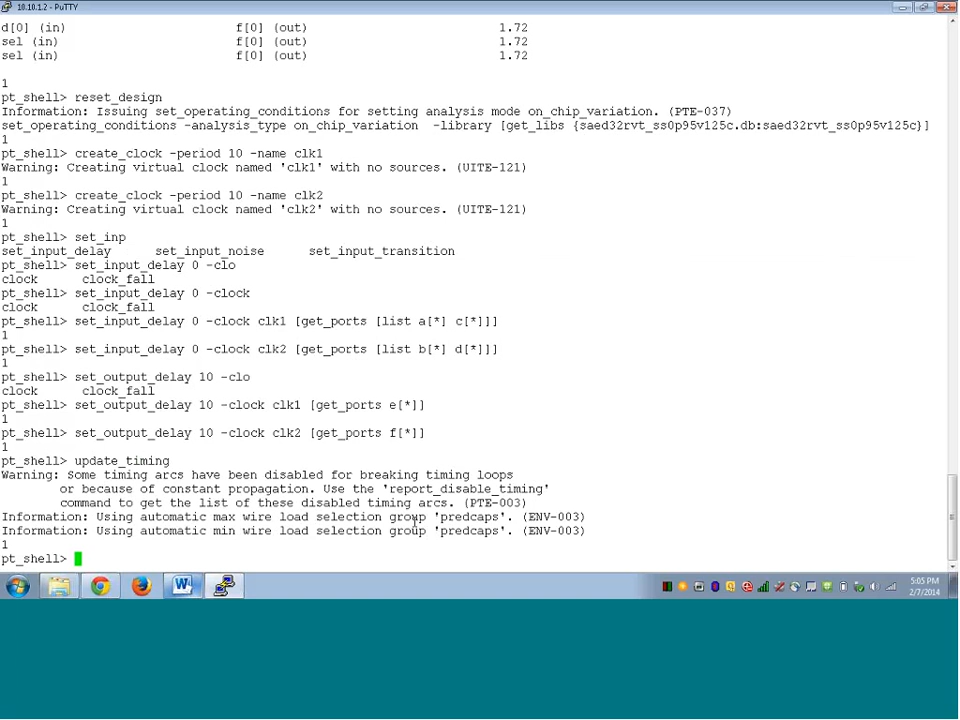 10.10.1.2 - PuTTY
d[0] (in) f[0] (out) 1.72
sel (in) f[0] (out) 1.72
sel (in) f[0] (out) 1.72
1
pt_shell> reset_design
Information: Issuing set_operating_conditions for setting analysis mode on_chip_variation. (PTE-037)
set_operating_conditions -analysis_type on_chip_variation -library [get_libs {saed32rvt_ss0p95v125c.db:saed32rvt_ss0p95v125c}]
1
pt_shell> create_clock -period 10 -name clk1
Warning: Creating virtual clock named 'clk1' with no sources. (UITE-121)
1
pt_shell> create_clock -period 10 -name clk2
Warning: Creating virtual clock named 'clk2' with no sources. (UITE-121)
1
pt_shell> set_inp
set_input_delay set_input_noise set_input_transition
pt_shell> set_input_delay 0 -clo
clock clock_fall
pt_shell> set_input_delay 0 -clock
clock clock_fall
pt_shell> set_input_delay 0 -clock clk1 [get_ports [list a[*] c[*]]]
1
pt_shell> set_input_delay 0 -clock clk2 [get_ports [list b[*] d[*]]]
1
pt_shell> set_output_delay 10 -clo
clock clock_fall
pt_shell> set_output_delay 10 -clock clk1 [get_ports e[*]]
1
pt_shell> set_output_delay 10 -clock clk2 [get_ports f[*]]
1
pt_shell> update_timing
Warning: Some timing arcs have been disabled for breaking timing loops
or because of constant propagation. Use the 'report_disable_timing'
command to get the list of these disabled timing arcs. (PTE-003)
Information: Using automatic max wire load selection group 'predcaps'. (ENV-003)
Information: Using automatic min wire load selection group 'predcaps'. (ENV-003)
1
pt_shell>
5:05 PM
2/7/2014